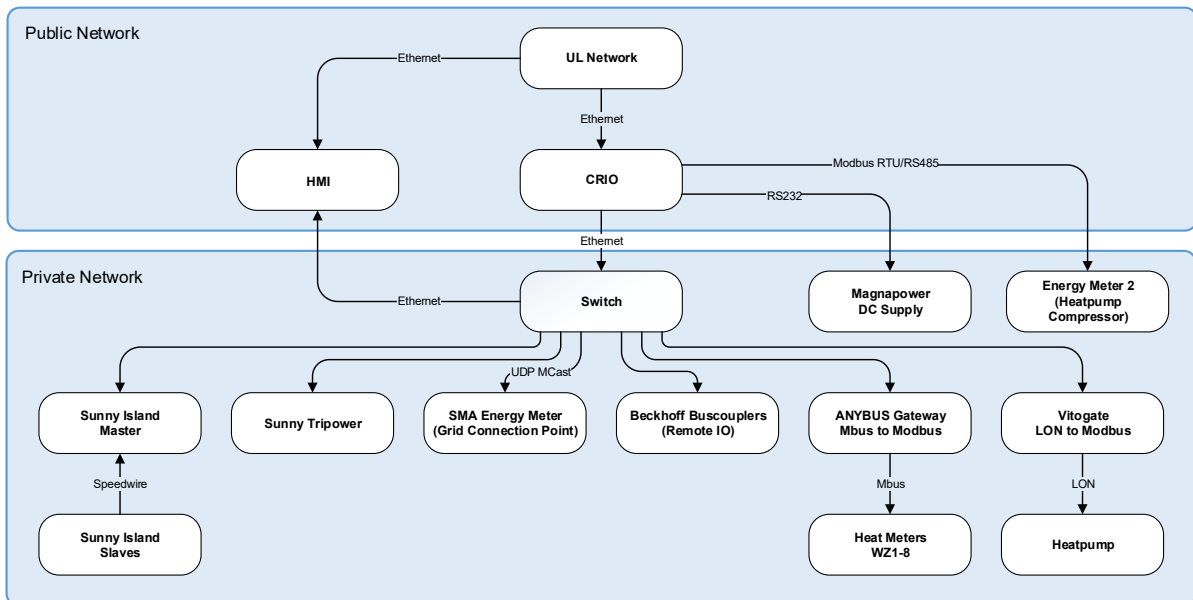 Public Network
UL Network
Ethernet
Ethernet
HMI
CRIO
Modbus RTU/RS485
RS232
Ethernet
Private Network
Ethernet
Switch
Magnapower
DC Supply
Energy Meter 2
(Heatpump
Compressor)
UDP MCast
Sunny Island
Master
Sunny Tripower
SMA Energy Meter
(Grid Connection Point)
Beckhoff Buscouplers
(Remote IO)
ANYBUS Gateway
Mbus to Modbus
Vitogate
LON to Modbus
Speedwire
Mbus
LON
Sunny Island
Slaves
Heat Meters
WZ1-8
Heatpump